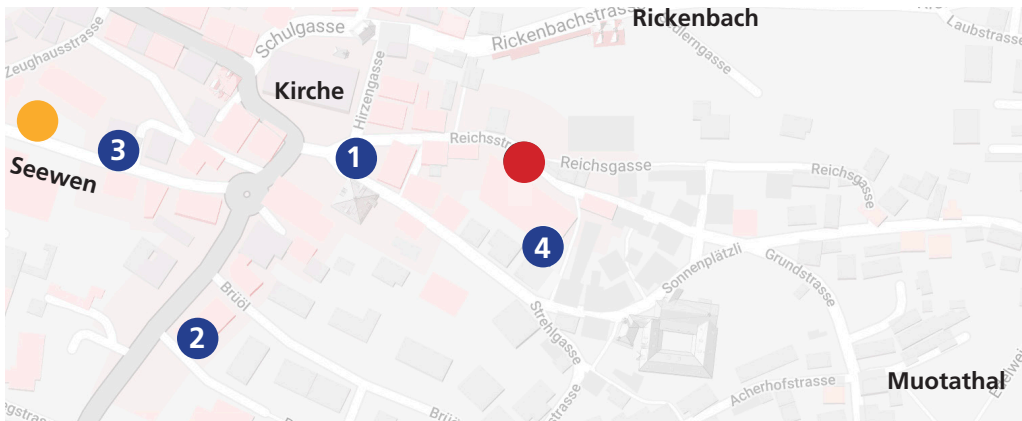 Rickenbach
Rickenbachstrasse
Schulgasse
Zeughausstrasse
Laubstrasse
Kirche
Hirzengasse
1
3
Reichsstr
Reichsgasse
Reichsgasse
Seewen
4
Sonnenplätzli
Grundstrasse
Brüöl
2
Strehlgasse
Acherhofstrasse
Muotathal